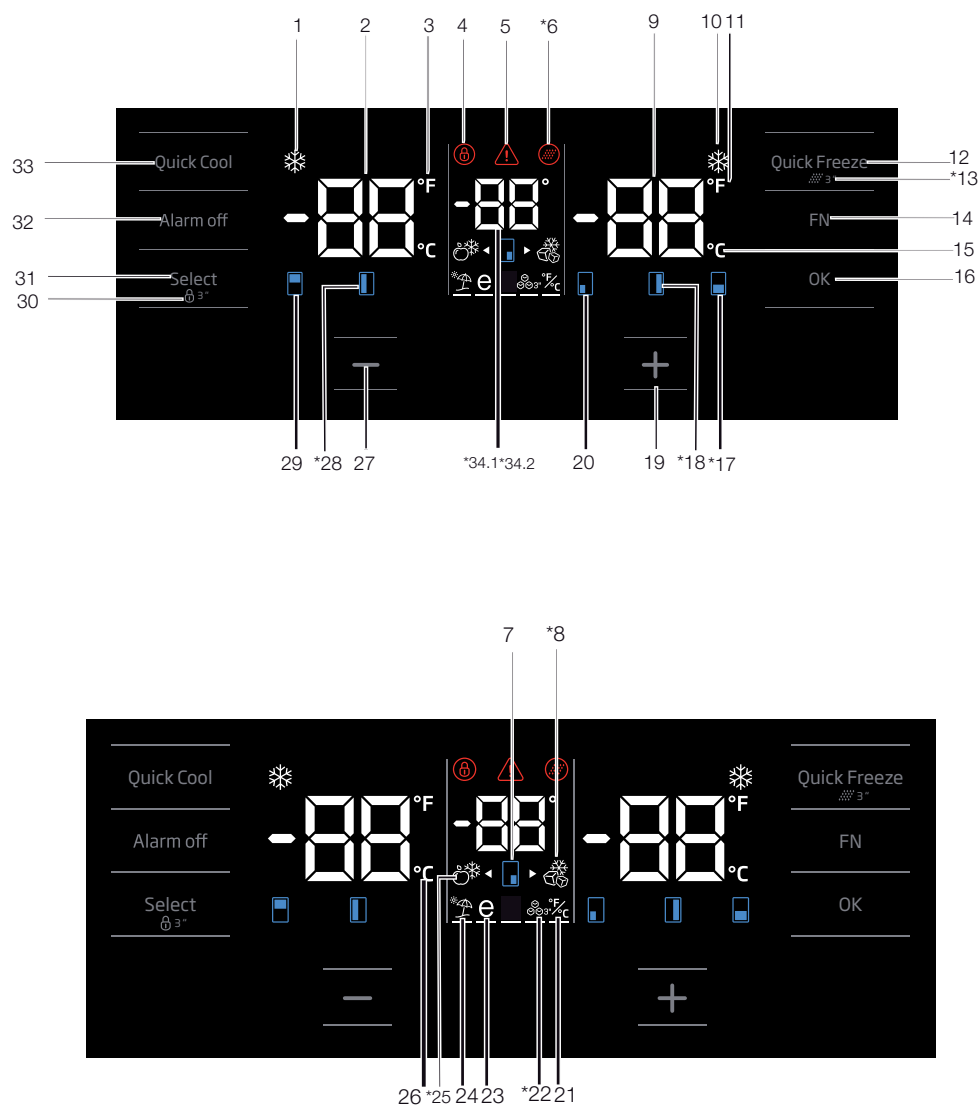 1 2 3 4 5 *6 9 10 11
33 Quick Cool °F ° °F Quick Freeze 12
3" *13
32 Alarm off -88 -88 -88 FN 14
°C °C 15
31 Select e 3" °F/°C OK 16
30 3"
− +
29 *28 27 *34.1 *34.2 20 19 *18 *17
7 *8
Quick Cool °F ° °F Quick Freeze
3"
Alarm off -88 -88 -88 FN
°C °C
Select e 3" °F/°C OK
3"
− +
26 *25 24 23 *22 21